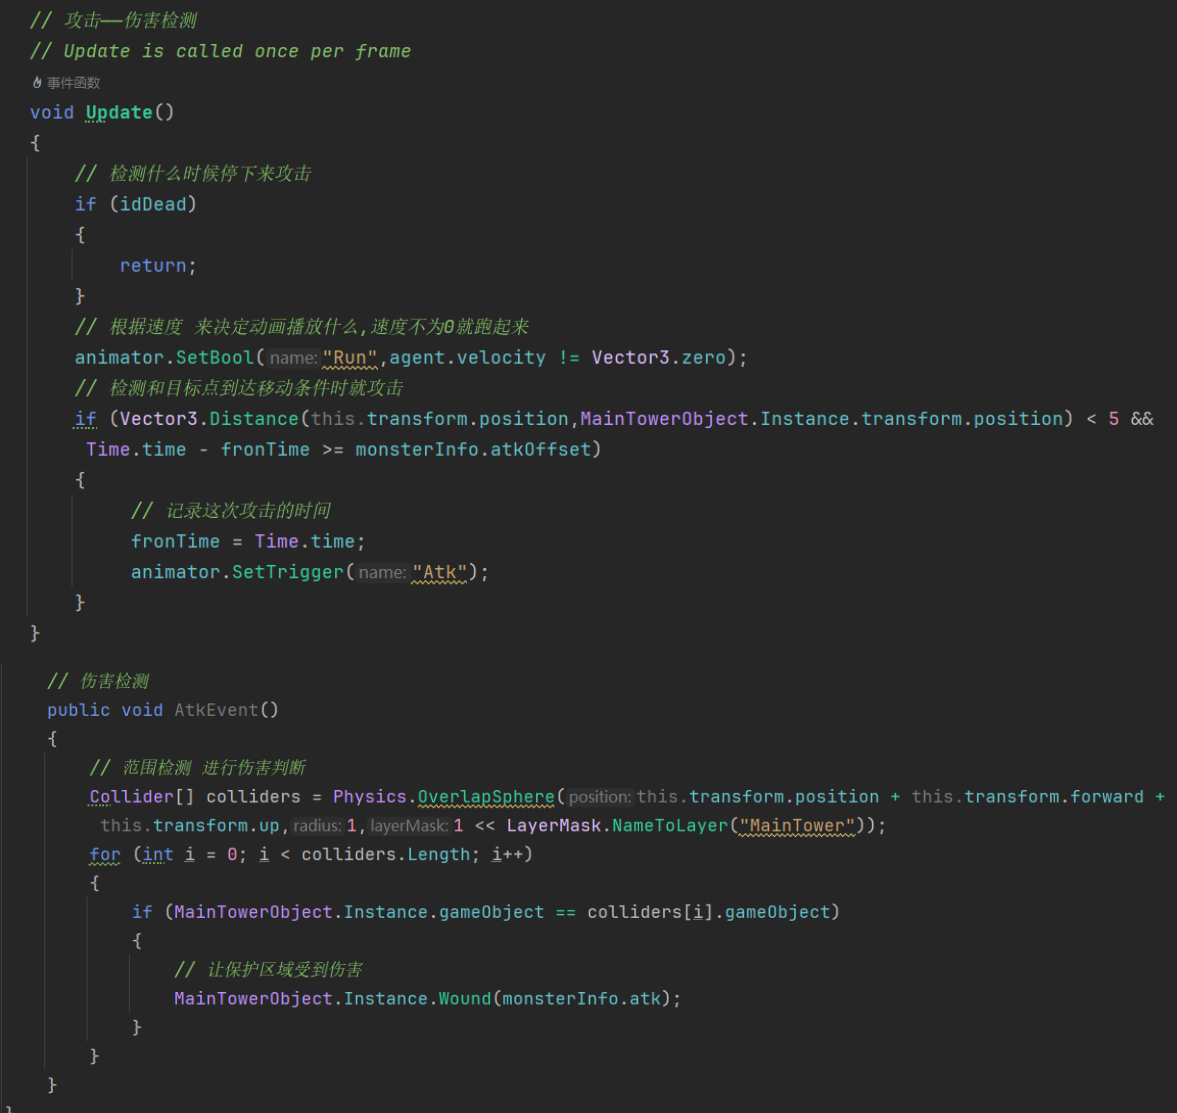 // 攻击——伤害检测
// Update is called once per frame
事件函数
void Update()
{
// 检测什么时候停下来攻击
if (idDead)
{
return;
}
// 根据速度 来决定动画播放什么,速度不为0就跑起来
animator.SetBool(name:"Run",agent.velocity != Vector3.zero);
// 检测和目标点到达移动条件时就攻击
if (Vector3.Distance(this.transform.position,MainTowerObject.Instance.transform.position) < 5 &&
Time.time - fronTime >= monsterInfo.atkOffset)
{
// 记录这次攻击的时间
fronTime = Time.time;
animator.SetTrigger(name:"Atk");
}
}
// 伤害检测
public void AtkEvent()
{
// 范围检测 进行伤害判断
Collider[] colliders = Physics.OverlapSphere(position:this.transform.position + this.transform.forward +
this.transform.up,radius:1,layerMask:1 << LayerMask.NameToLayer("MainTower"));
for (int i = 0; i < colliders.Length; i++)
{
if (MainTowerObject.Instance.gameObject == colliders[i].gameObject)
{
// 让保护区域受到伤害
MainTowerObject.Instance.Wound(monsterInfo.atk);
}
}
}
}